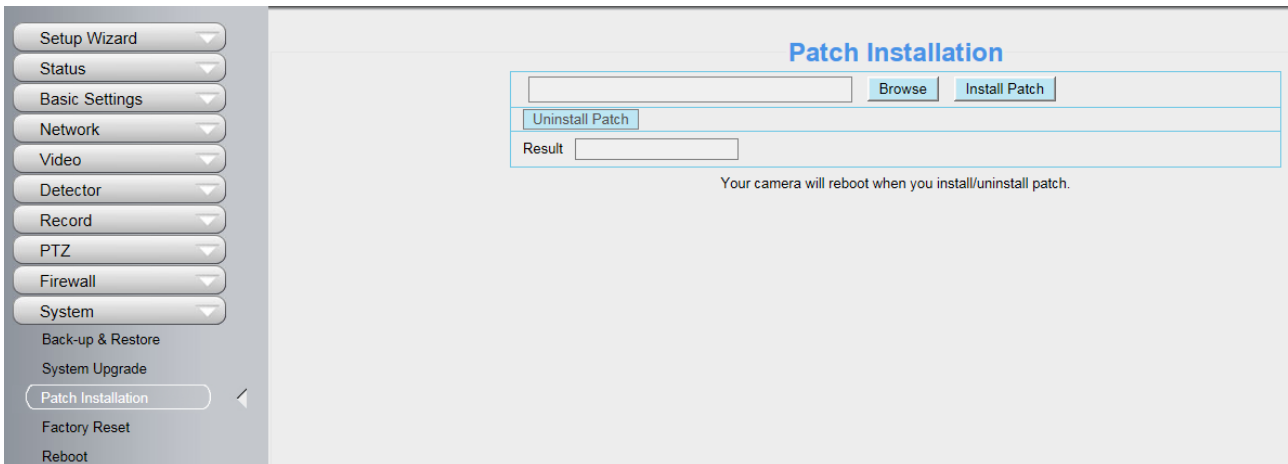 Setup Wizard
Status
Basic Settings
Network
Video
Detector
Record
PTZ
Firewall
System
Back-up & Restore
System Upgrade
Patch Installation
Factory Reset
Reboot
Patch Installation
Browse Install Patch
Uninstall Patch
Result
Your camera will reboot when you install/uninstall patch.